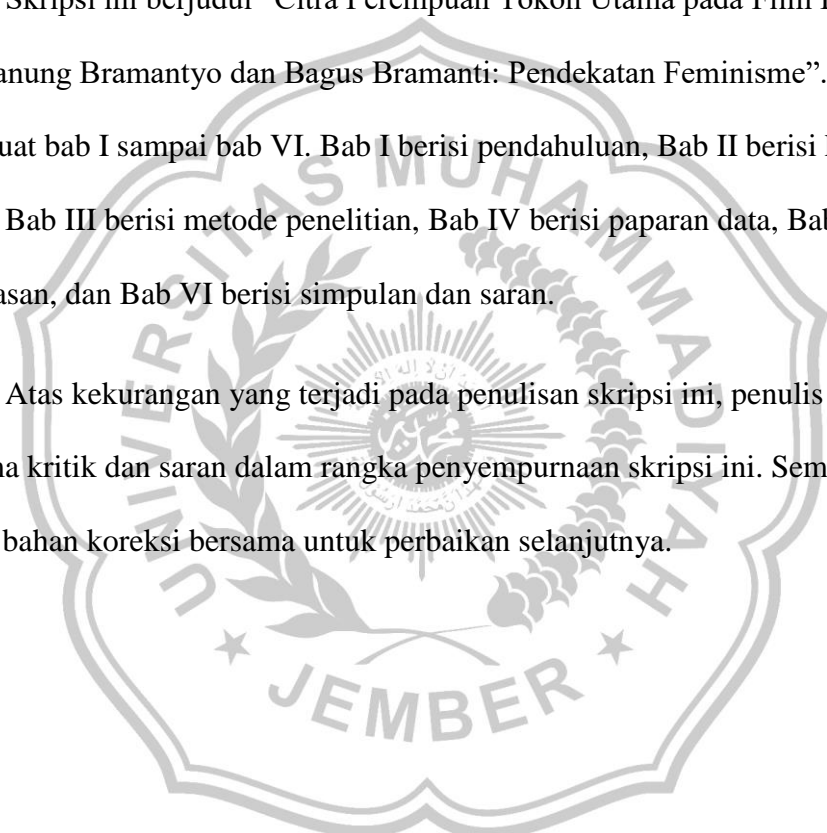 Skripsi ini berjudul "Citra Perempuan Tokoh Utama pada Film
anung Bramantyo dan Bagus Bramanti: Pendekatan Feminisme".
uat bab I sampai bab VI. Bab I berisi pendahuluan, Bab II berisi
Bab III berisi metode penelitian, Bab IV berisi paparan data, Bab
asan, dan Bab VI berisi simpulan dan saran.
Atas kekurangan yang terjadi pada penulisan skripsi ini, penulis
na kritik dan saran dalam rangka penyempurnaan skripsi ini. Sem
bahan koreksi bersama untuk perbaikan selanjutnya.
UNIVERSITAS MUHAMMADIYAH
JEMBER